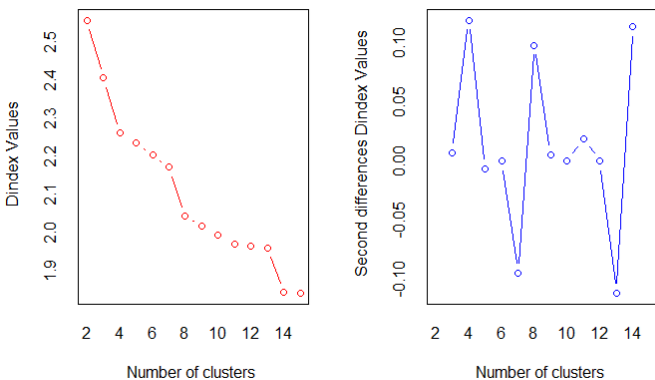 Dindex Values
2.5
2.4
2.3
2.2
2.1
2.0
1.9
2 4 6 8 10 12 14
Number of clusters
Second differences Dindex Values
0.10
0.05
0.00
-0.05
-0.10
2 4 6 8 10 12 14
Number of clusters